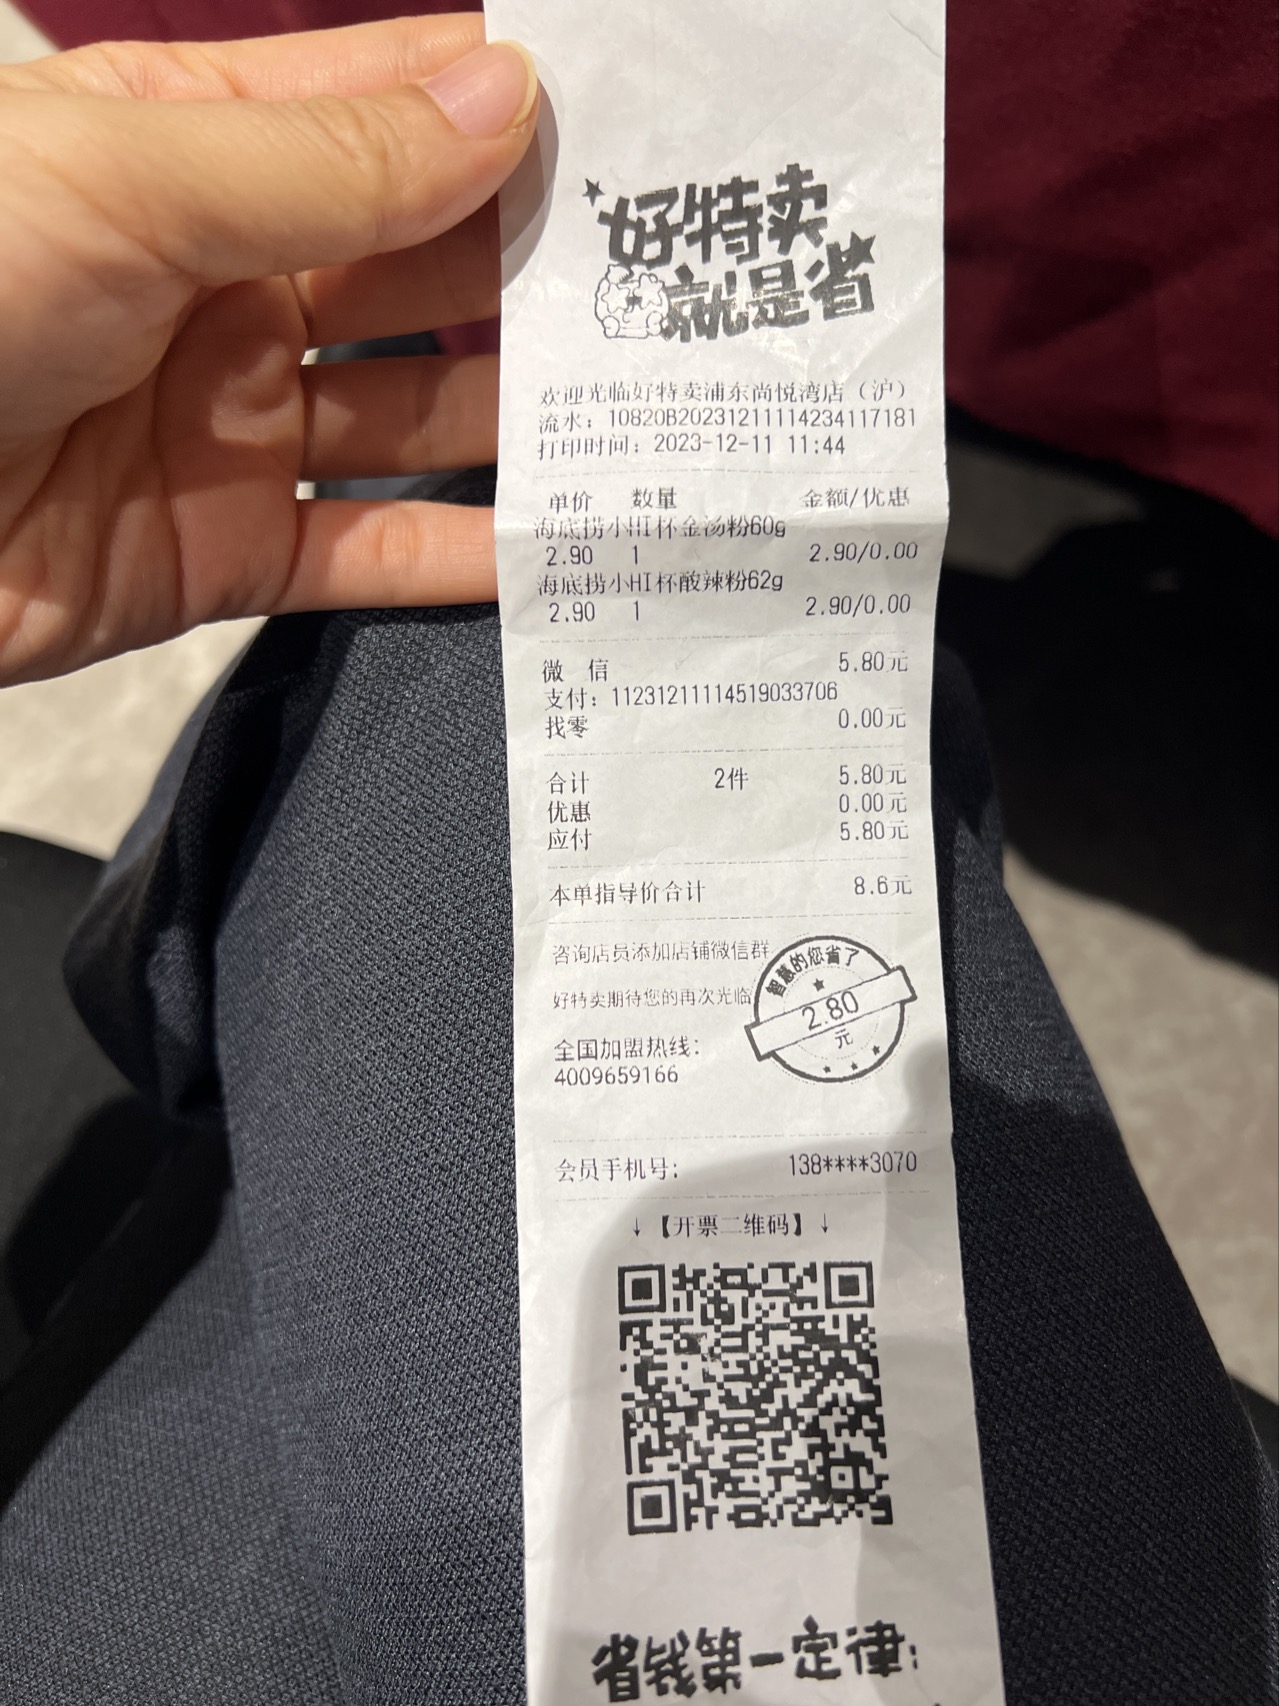 好特卖
就是省
欢迎光临好特卖浦东尚悦湾店（沪）
流水：10820B20231211114234117181
打印时间：2023-12-11 11:44
单价 数量 金额/优惠
海底捞小HI杯金汤粉60g
2.90 1 2.90/0.00
海底捞小HI杯酸辣粉62g
2.90 1 2.90/0.00
微 信 5.80元
支付：11231211114519033706
找零 0.00元
合计 2件 5.80元
优惠 0.00元
应付 5.80元
本单指导价合计 8.6元
咨询店员添加店铺微信群
好特卖期待您的再次光临
智慧的您省了
2.80
元
全国加盟热线：
4009659166
会员手机号： 138****3070
↓【开票二维码】↓
省钱第一定律：